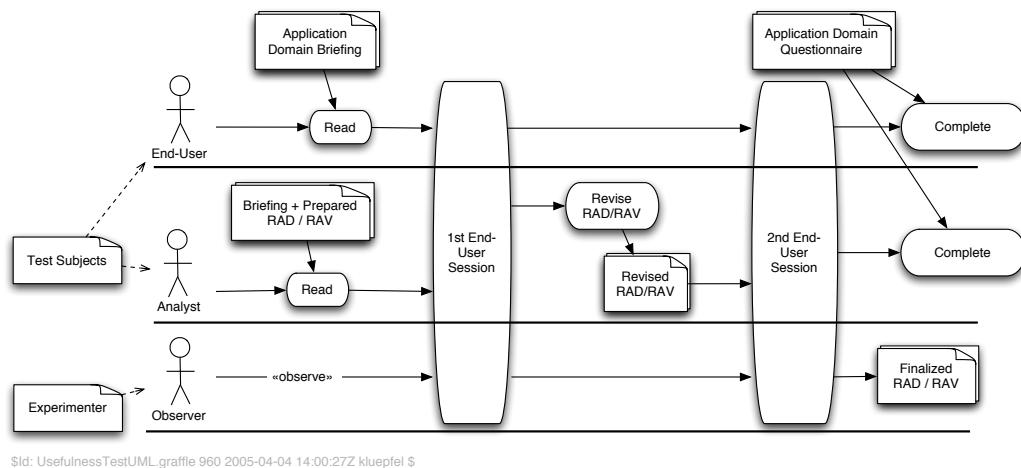 Application
Domain Briefing
Application Domain
Questionnaire
Read
Complete
End-User
Briefing + Prepared
RAD / RAV
Revise
RAD/RAV
1st End-
User
Session
2nd End-
User
Session
Test Subjects
Complete
Revised
RAD/RAV
Read
Analyst
«observe»
Finalized
RAD / RAV
Experimenter
Observer
$Id: UsefulnessTestUML.graffle 960 2005-04-04 14:00:27Z kluepfel $